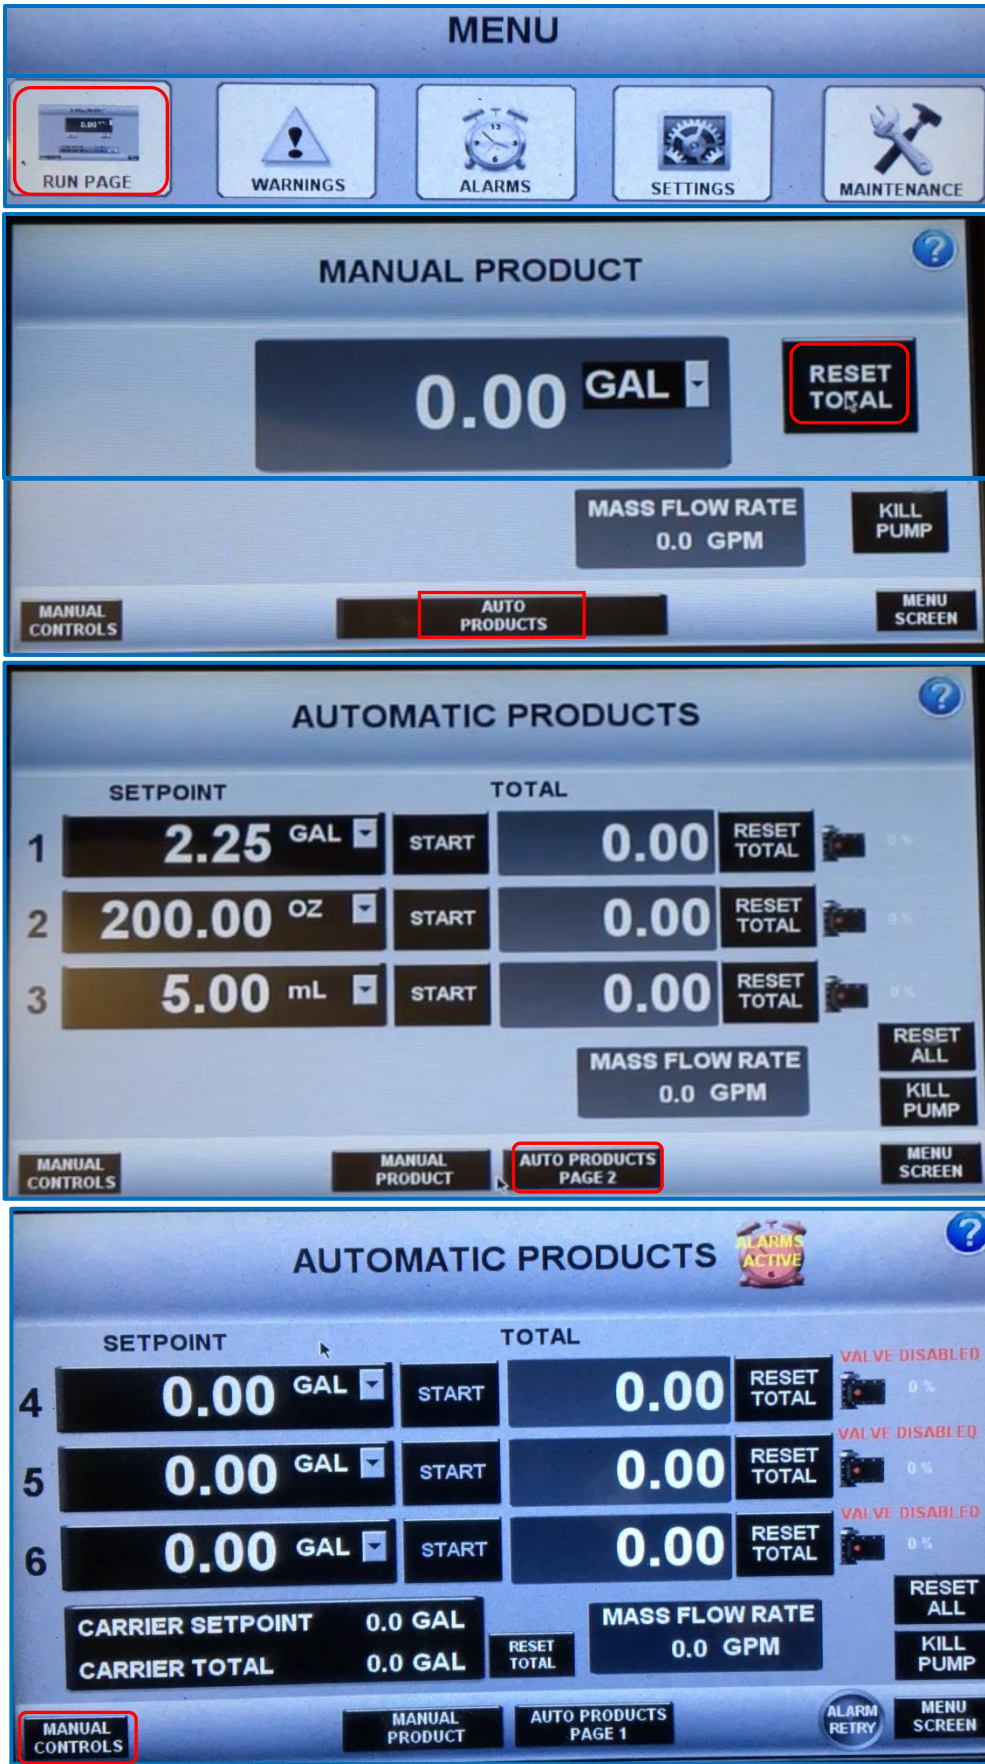 MENU
RUN PAGE
WARNINGS
ALARMS
SETTINGS
MAINTENANCE
MANUAL PRODUCT
?
0.00 GAL
RESET
TOTAL
MASS FLOW RATE
0.0 GPM
KILL
PUMP
MANUAL
CONTROLS
AUTO
PRODUCTS
MENU
SCREEN
AUTOMATIC PRODUCTS
?
SETPOINT TOTAL
1 2.25 GAL START 0.00 RESET TOTAL 0 %
2 200.00 OZ START 0.00 RESET TOTAL 0 %
3 5.00 mL START 0.00 RESET TOTAL 0 %
RESET
ALL
MASS FLOW RATE
0.0 GPM
KILL
PUMP
MANUAL
CONTROLS
MANUAL
PRODUCT
AUTO PRODUCTS
PAGE 2
MENU
SCREEN
AUTOMATIC PRODUCTS
ALARMS
ACTIVE
?
SETPOINT TOTAL
VALVE DISABLED
4 0.00 GAL START 0.00 RESET TOTAL 0 %
VALVE DISABLED
5 0.00 GAL START 0.00 RESET TOTAL 0 %
VALVE DISABLED
6 0.00 GAL START 0.00 RESET TOTAL 0 %
CARRIER SETPOINT 0.0 GAL
CARRIER TOTAL 0.0 GAL
RESET
TOTAL
MASS FLOW RATE
0.0 GPM
RESET
ALL
KILL
PUMP
MANUAL
CONTROLS
MANUAL
PRODUCT
AUTO PRODUCTS
PAGE 1
ALARM
RETRY
MENU
SCREEN